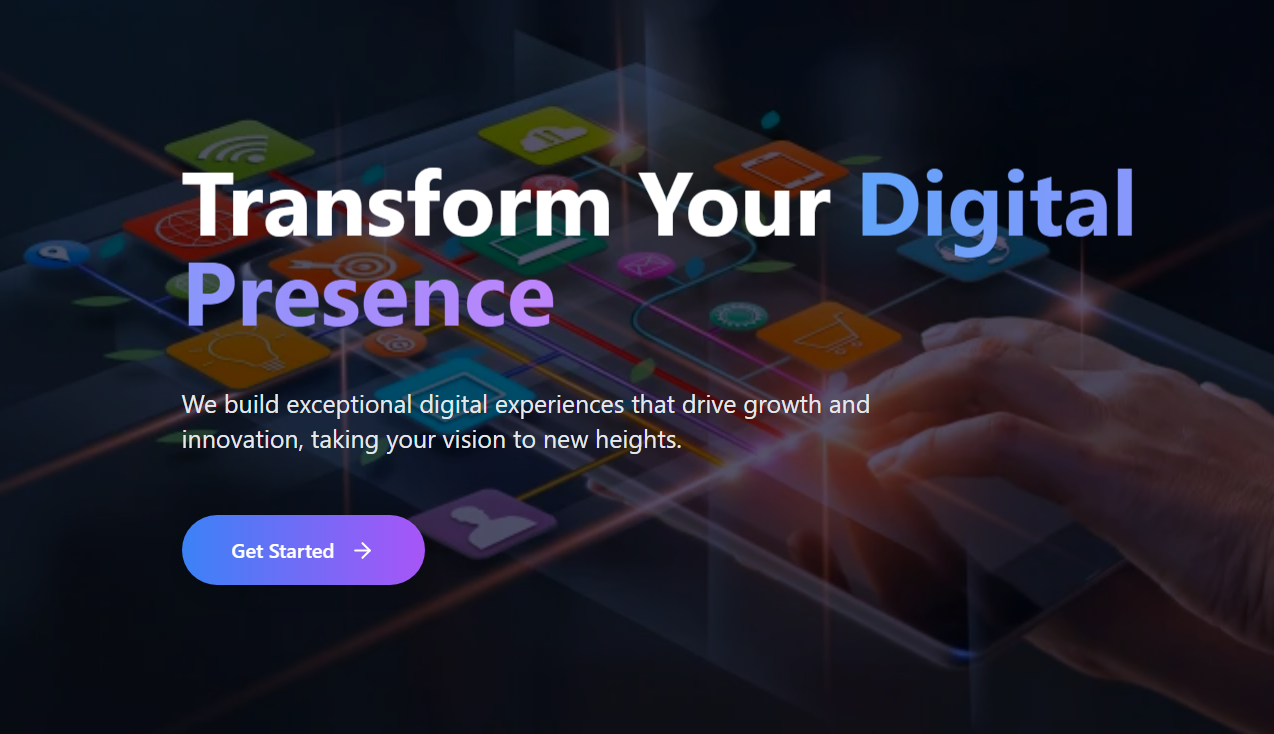 Transform Your Digital
Presence
We build exceptional digital experiences that drive growth and
innovation, taking your vision to new heights.
Get Started